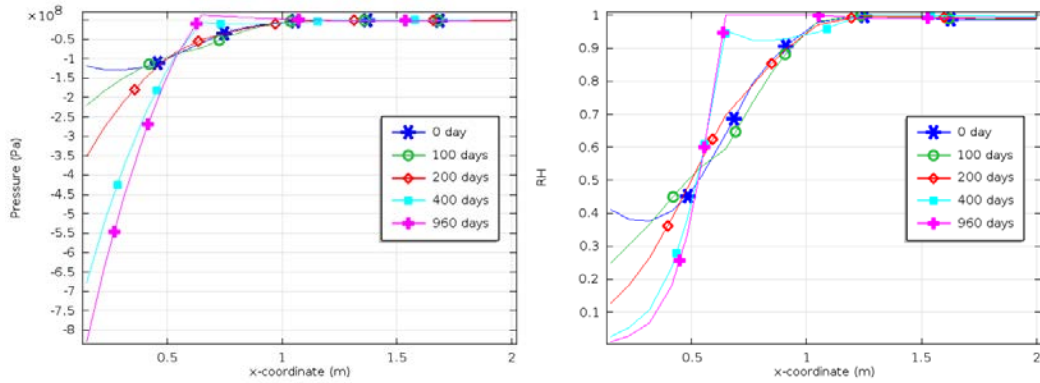 ×10⁸
0
-0.5
-1
-1.5
-2
-2.5
-3
-3.5
-4
-4.5
-5
-5.5
-6
-6.5
-7
-7.5
-8
Pressure (Pa)
0.5
1
1.5
2
x-coordinate (m)
0 day
100 days
200 days
400 days
960 days
1
0.9
0.8
0.7
0.6
0.5
0.4
0.3
0.2
0.1
RH
0.5
1
1.5
2
x-coordinate (m)
0 day
100 days
200 days
400 days
960 days